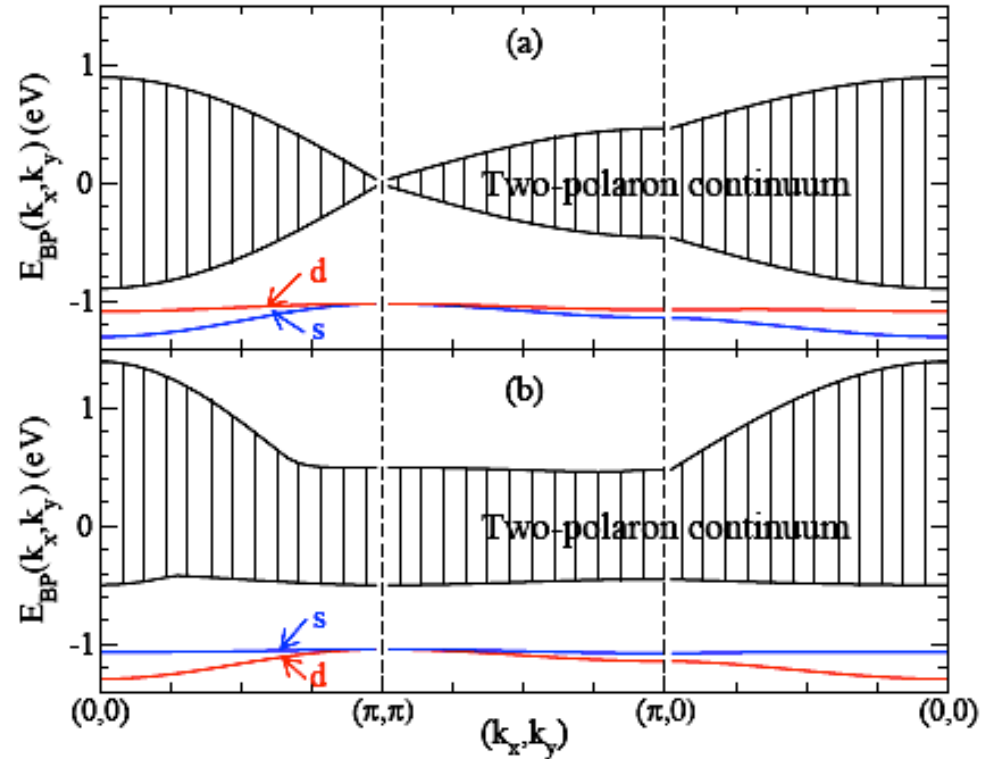 (a)
E_BP(k_x,k_y) (eV)
1
0
-1
Two-polaron continuum
d
s
(b)
E_BP(k_x,k_y) (eV)
1
0
-1
Two-polaron continuum
s
d
(0,0) (π,π) (π,0) (0,0)
(k_x,k_y)